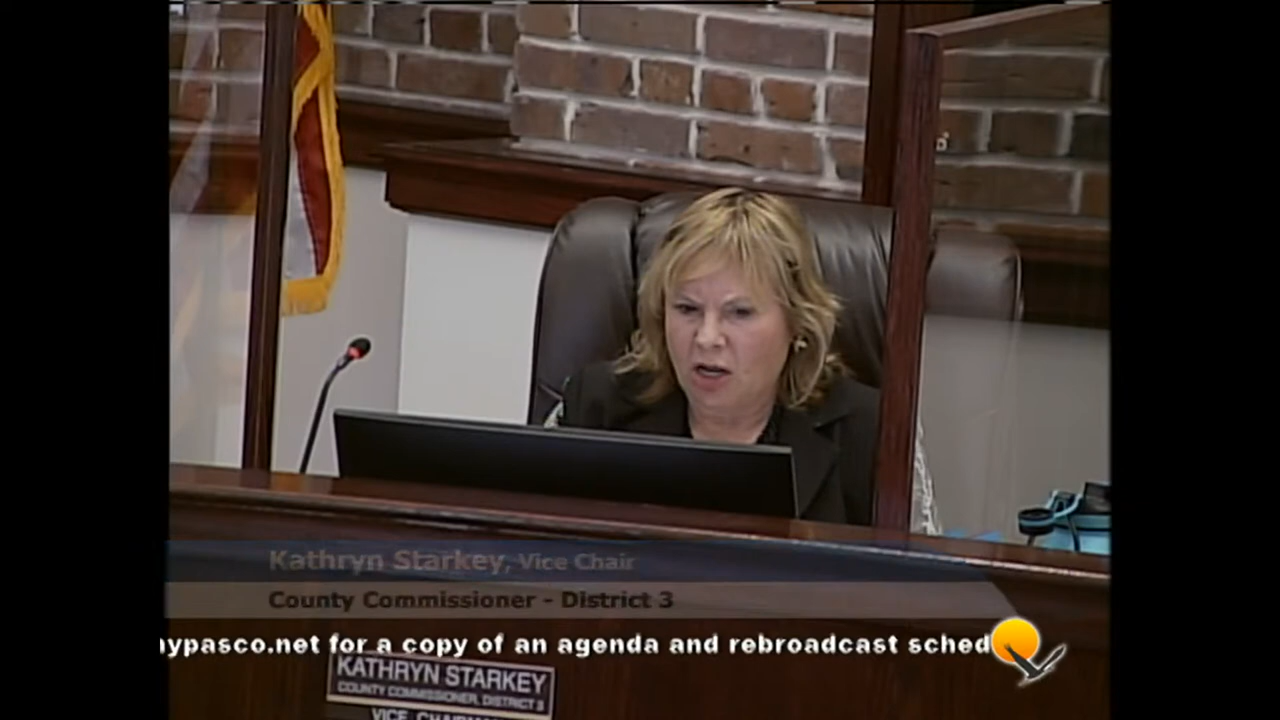 Kathryn Starkey, Vice Chair
County Commissioner - District 3
ypasco.net for a copy of an agenda and rebroadcast sched
KATHRYN STARKEY
COUNTY COMMISSIONER, DISTRICT 3
VICE